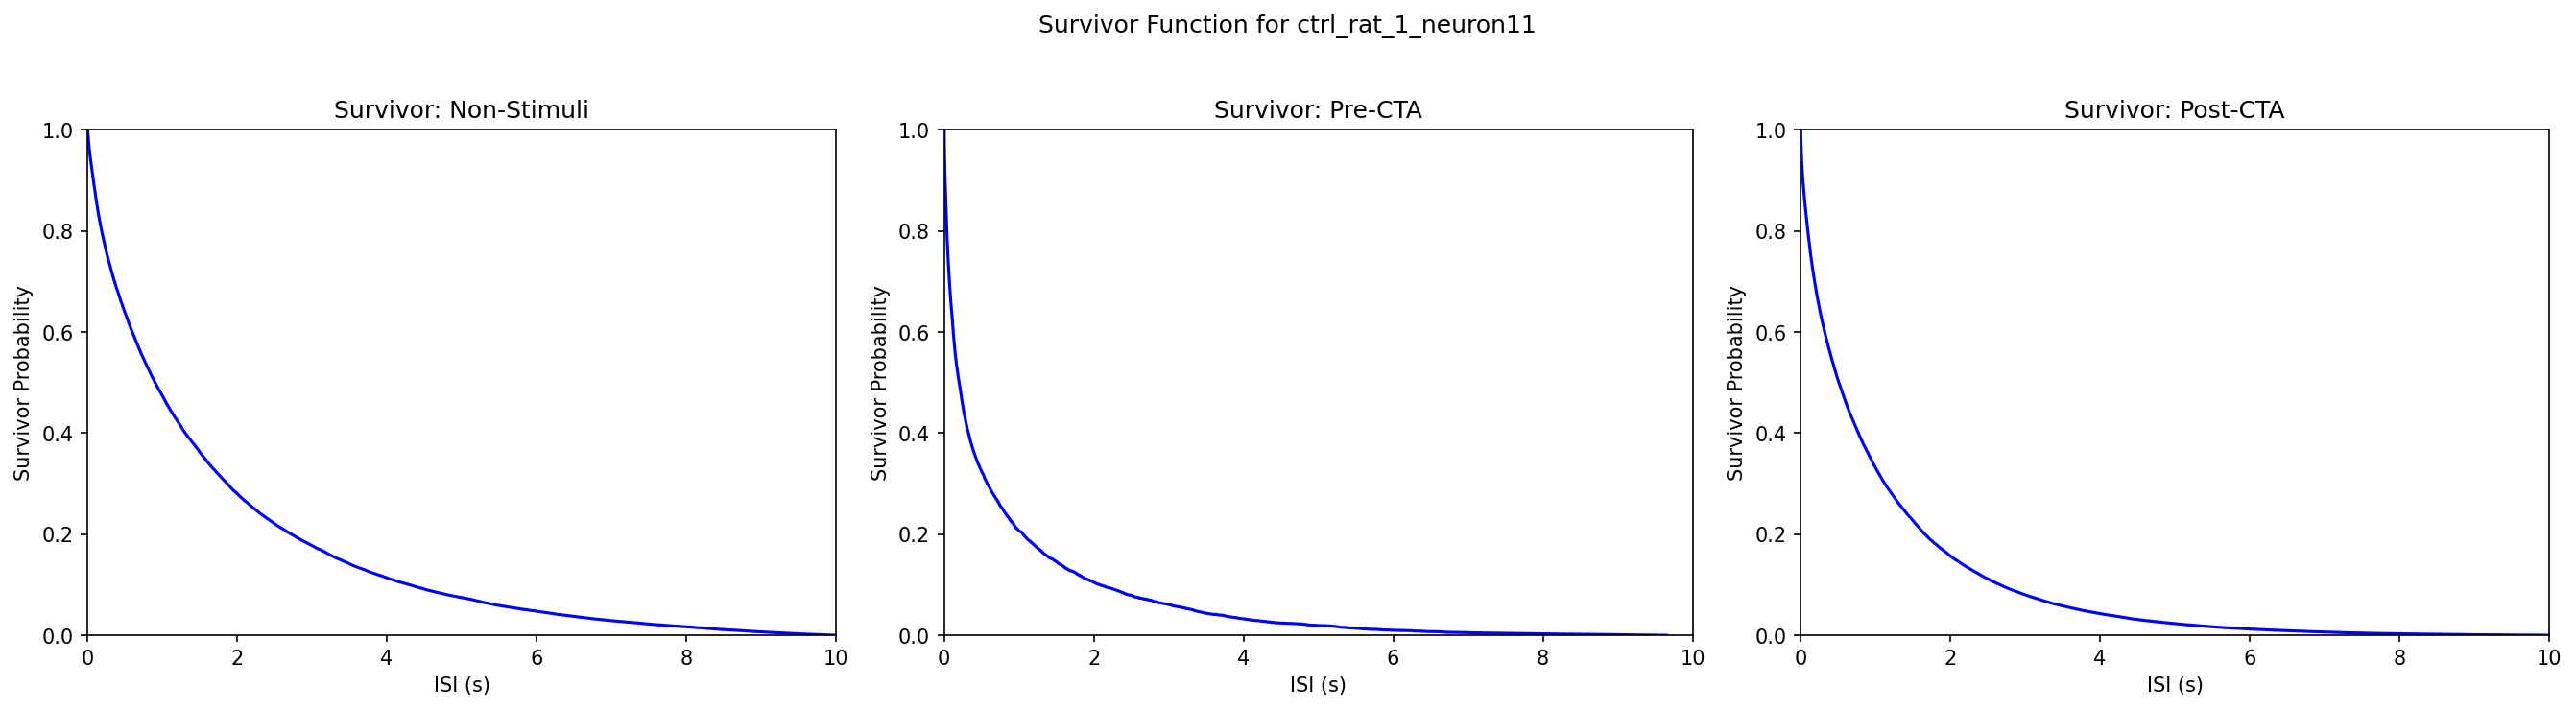 Survivor Function for ctrl_rat_1_neuron11
Survivor: Non-Stimuli
Survivor Probability
1.0
0.8
0.6
0.4
0.2
0.0
0 2 4 6 8 10
ISI (s)
Survivor: Pre-CTA
Survivor Probability
1.0
0.8
0.6
0.4
0.2
0.0
0 2 4 6 8 10
ISI (s)
Survivor: Post-CTA
Survivor Probability
1.0
0.8
0.6
0.4
0.2
0.0
0 2 4 6 8 10
ISI (s)